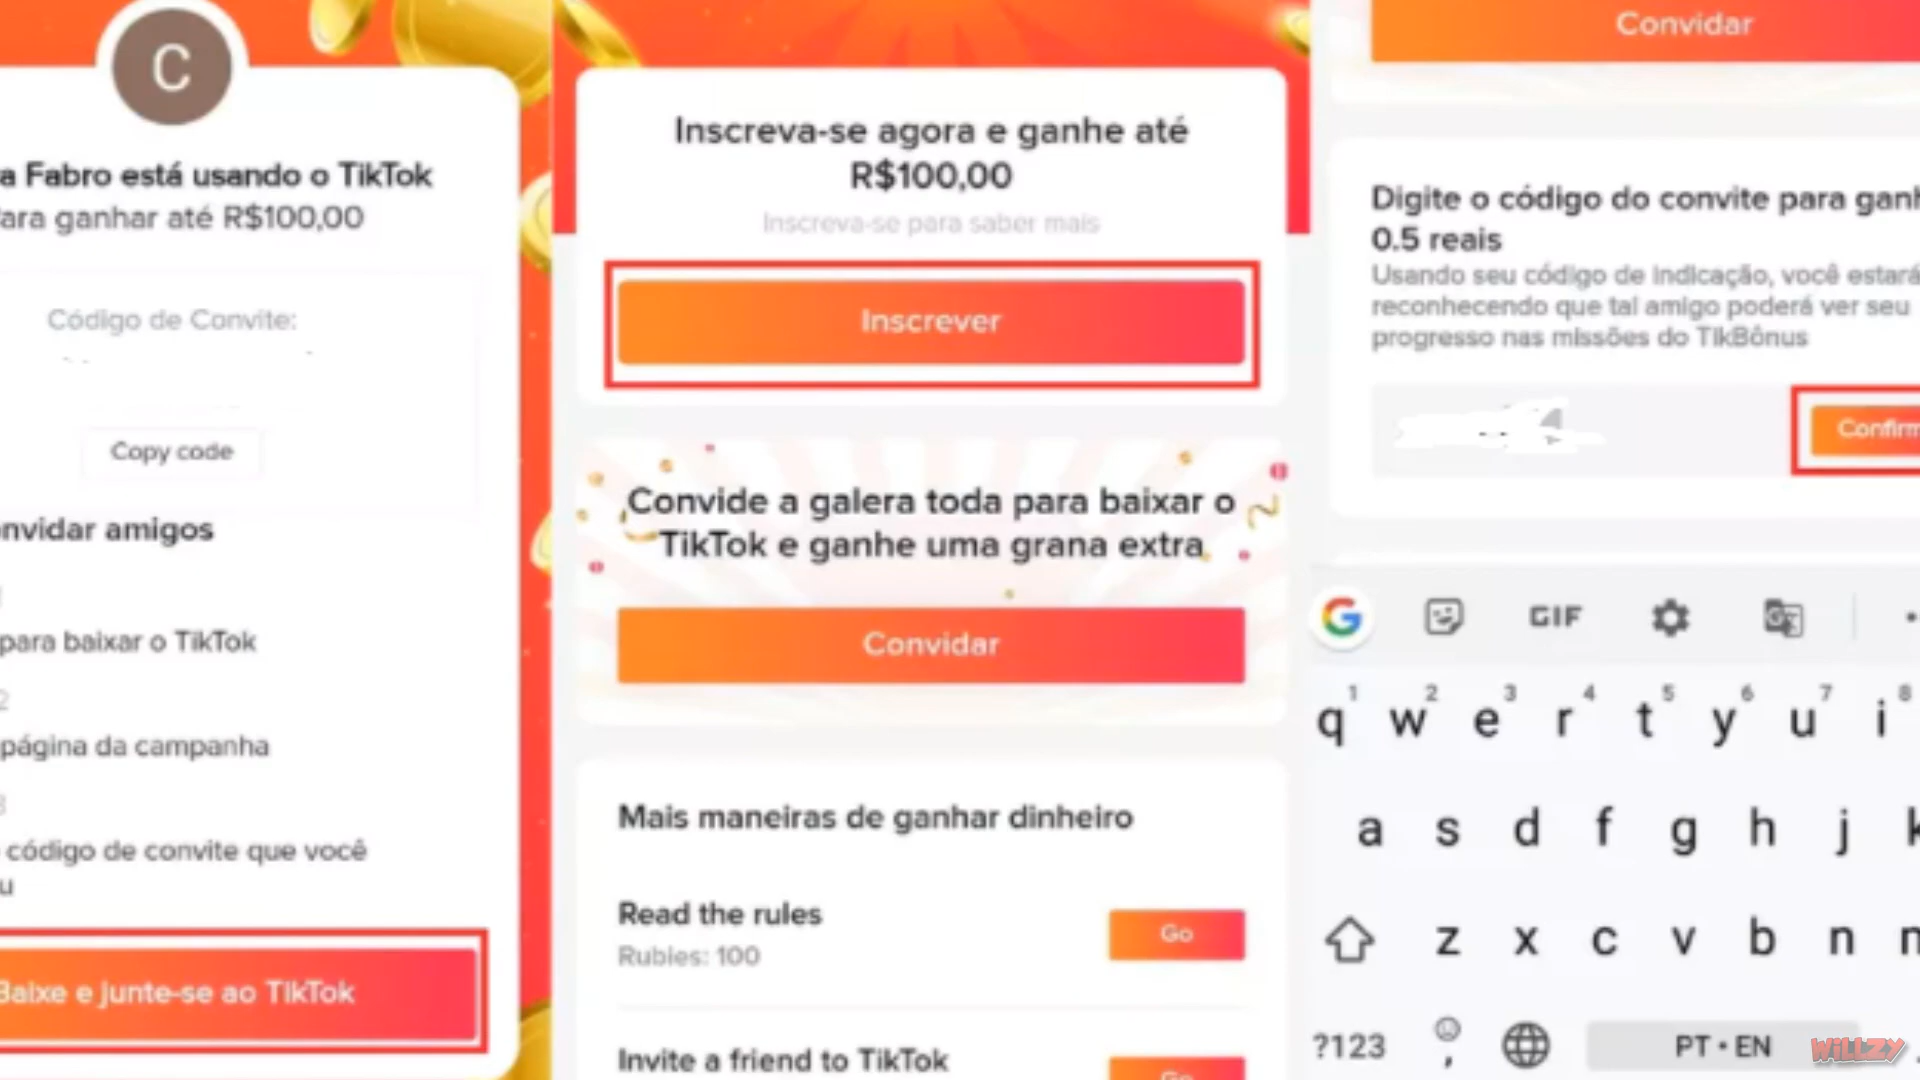 C
a Fabro está usando o TikTok
ara ganhar até R$100,00
Código de Convite:
Copy code
nvidar amigos
para baixar o TikTok
2
página da campanha
3
código de convite que você
u
Baixe e junte-se ao TikTok
Inscreva-se agora e ganhe até
R$100,00
Inscreva-se para saber mais
Inscrever
Convide a galera toda para baixar o
TikTok e ganhe uma grana extra
Convidar
Mais maneiras de ganhar dinheiro
Read the rules
Rubies: 100
Go
Invite a friend to TikTok
Go
Convidar
Digite o código do convite para ganh
0.5 reais
Usando seu código de indicação, você estará
reconhecendo que tal amigo poderá ver seu
progresso nas missões do TikBônus
Confirm
G GIF
1 2 3 4 5 6 7 8
q w e r t y u i
a s d f g h j k
z x c v b n m
?123 , PT • EN
WiLLZY